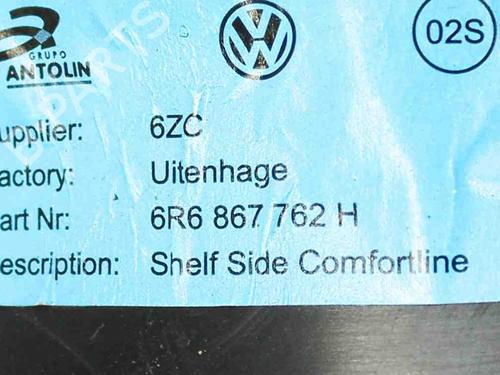 GRUPO
ANTOLIN
02S
upplier: 6ZC
actory: Uitenhage
art Nr: 6R6 867 762 H
escription: Shelf Side Comfortline